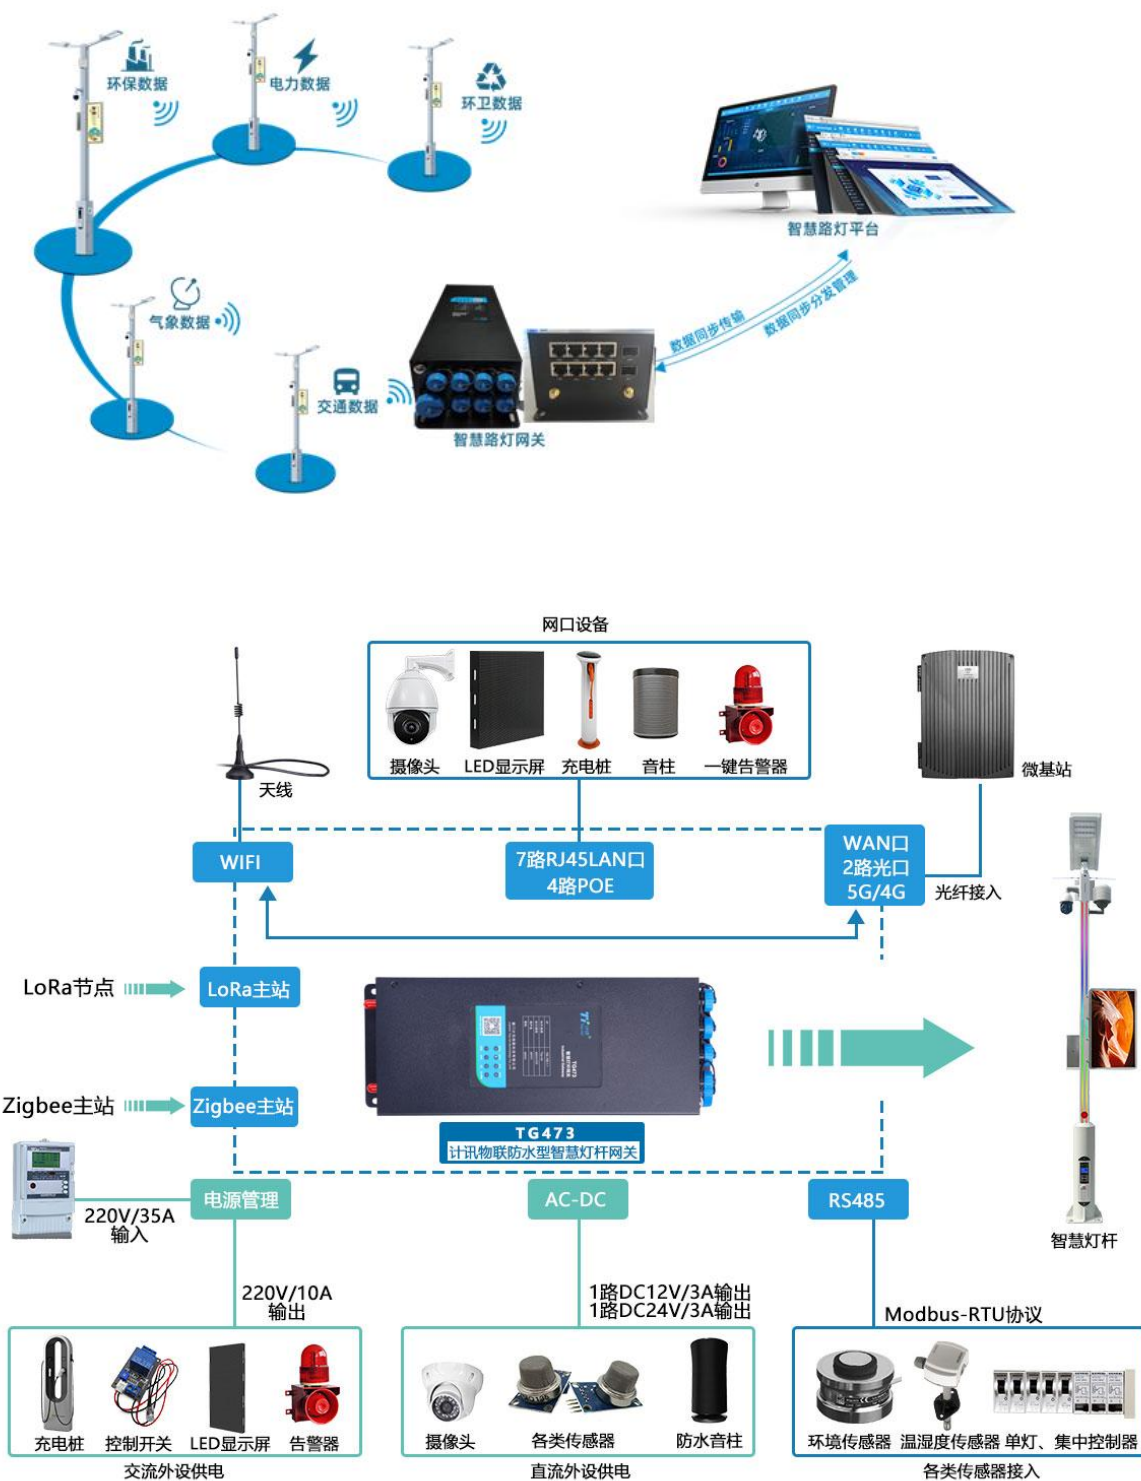 环保数据
电力数据
环卫数据
智慧路灯平台
气象数据
交通数据
数据同步传输
数据同步分发管理
智慧路灯网关
网口设备
摄像头
LED显示屏
充电桩
音柱
一键告警器
天线
微基站
WIFI
7路RJ45LAN口
4路POE
WAN口
2路光口
5G/4G
光纤接入
LoRa节点
LoRa主站
Zigbee主站
Zigbee主站
TG473
计讯物联防水型智慧灯杆网关
220V/35A
输入
电源管理
AC-DC
RS485
智慧灯杆
220V/10A
输出
1路DC12V/3A输出
1路DC24V/3A输出
Modbus-RTU协议
充电桩
控制开关
LED显示屏
告警器
摄像头
各类传感器
防水音柱
环境传感器
温湿度传感器
单灯、集中控制器
交流外设供电
直流外设供电
各类传感器接入